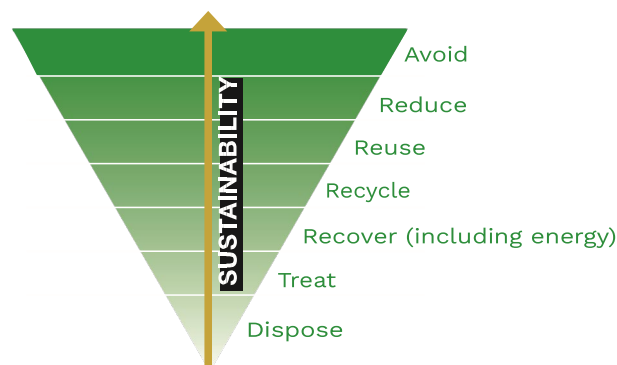 Avoid
Reduce
Reuse
Recycle
Recover (including energy)
Treat
Dispose
SUSTAINABILITY